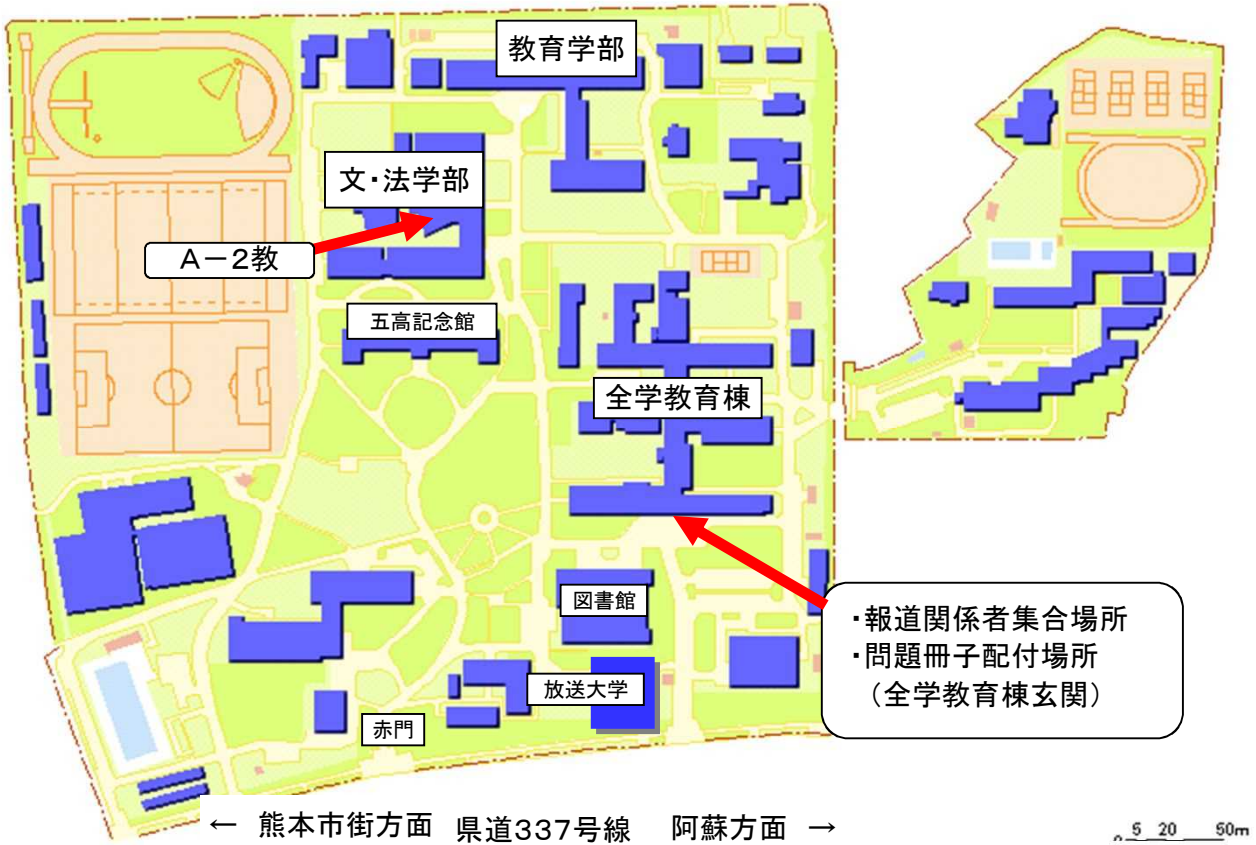 教育学部
文・法学部
A－2教
五高記念館
全学教育棟
図書館
・報道関係者集合場所
・問題冊子配付場所
（全学教育棟玄関）
放送大学
赤門
← 熊本市街方面 県道337号線 阿蘇方面 →
0 5 20 50m